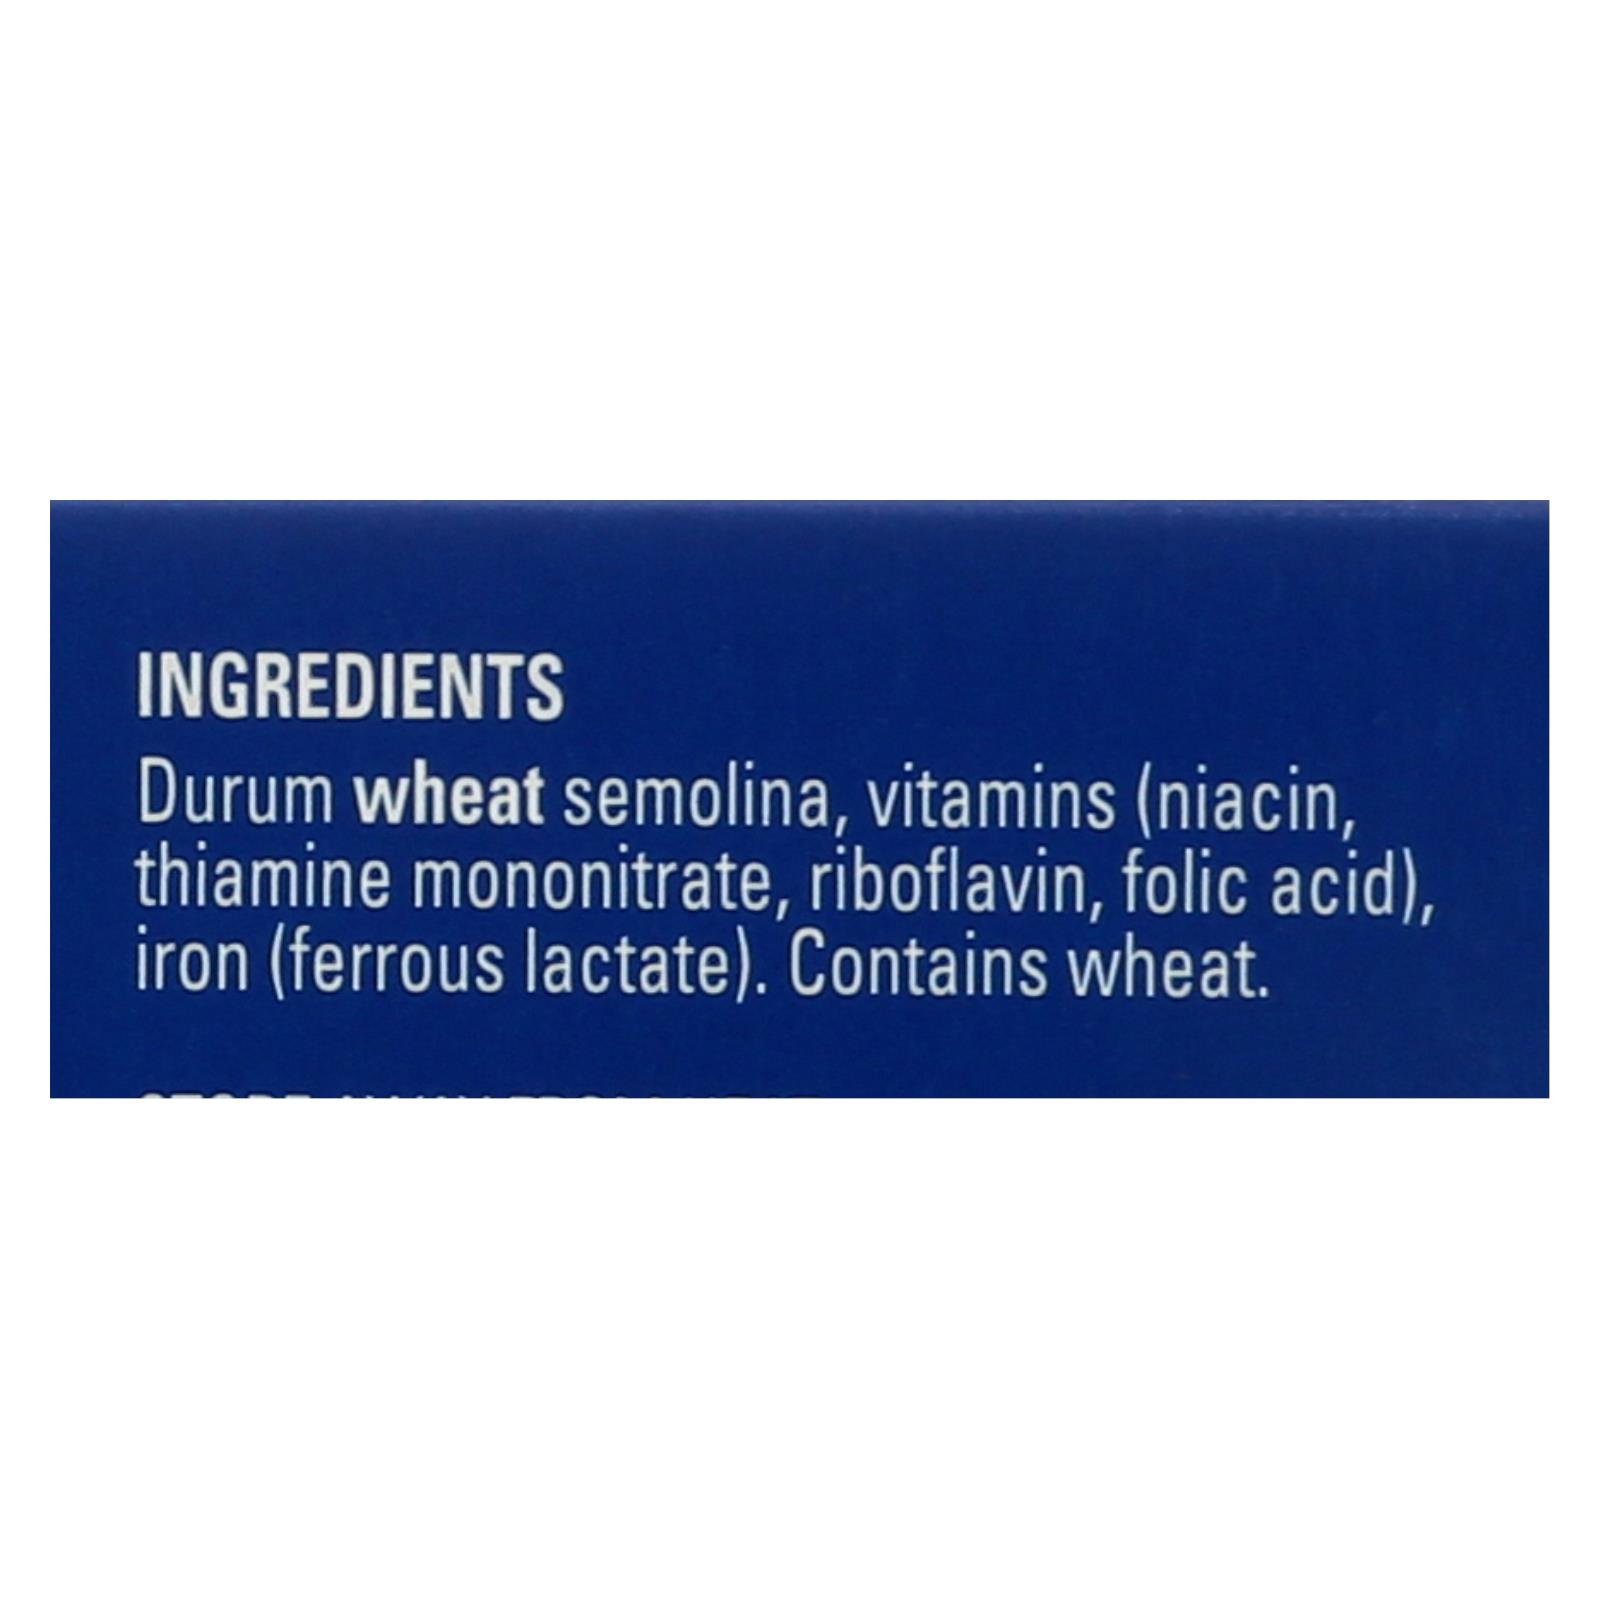 INGREDIENTS
Durum wheat semolina, vitamins (niacin,
thiamine mononitrate, riboflavin, folic acid),
iron (ferrous lactate). Contains wheat.